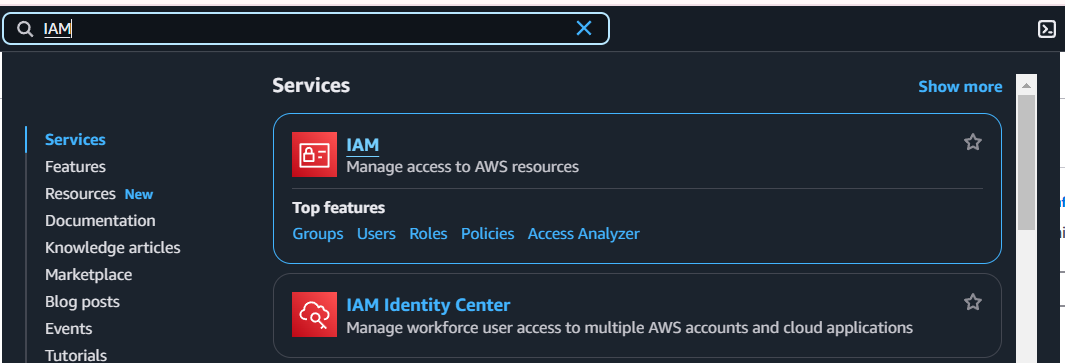 IAM
Services
Show more
Services
Features
Resources New
Documentation
Knowledge articles
Marketplace
Blog posts
Events
Tutorials
IAM
Manage access to AWS resources
Top features
Groups Users Roles Policies Access Analyzer
IAM Identity Center
Manage workforce user access to multiple AWS accounts and cloud applications